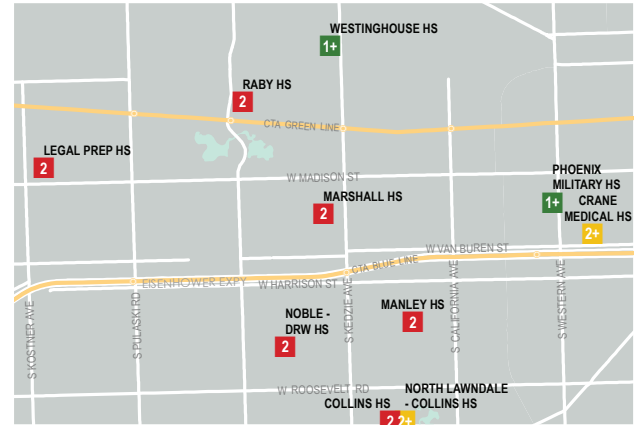 WESTINGHOUSE HS
1+
RABY HS
2
CTA GREEN LINE
LEGAL PREP HS
2
W MADISON ST
PHOENIX
MILITARY HS
1+
CRANE
MEDICAL HS
2+
MARSHALL HS
2
W VAN BUREN ST
CTA BLUE LINE
EISENHOWER EXPY
W HARRISON ST
S KOSTNER AVE
S PULASKI RD
S KEDZIE AVE
S CALIFORNIA AVE
S WESTERN AVE
NOBLE -
DRW HS
2
MANLEY HS
2
W ROOSEVELT RD
COLLINS HS
2
NORTH LAWNDALE
- COLLINS HS
2+